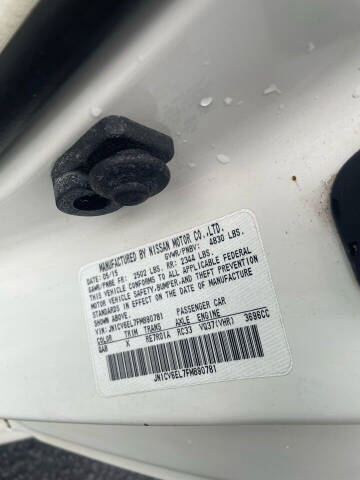 MANUFACTURED BY NISSAN MOTOR CO.,LTD.
DATE: 05/15 GVWR/PNBV: 4830 LBS.
GAWR/PNBE FR: 2502 LBS. RR: 2344 LBS.
THIS VEHICLE CONFORMS TO ALL APPLICABLE FEDERAL
MOTOR VEHICLE SAFETY,BUMPER,AND THEFT PREVENTION
STANDARDS IN EFFECT ON THE DATE OF
MANUFACTURE SHOWN ABOVE.
VIN:JN1CV6EL7FM890781 PASSENGER CAR
COLOR TRIM TRANS AXLE ENGINE
QAB X RE7R01A RC33 VQ37(VHR) 3696CC
JN1CV6EL7FM890781